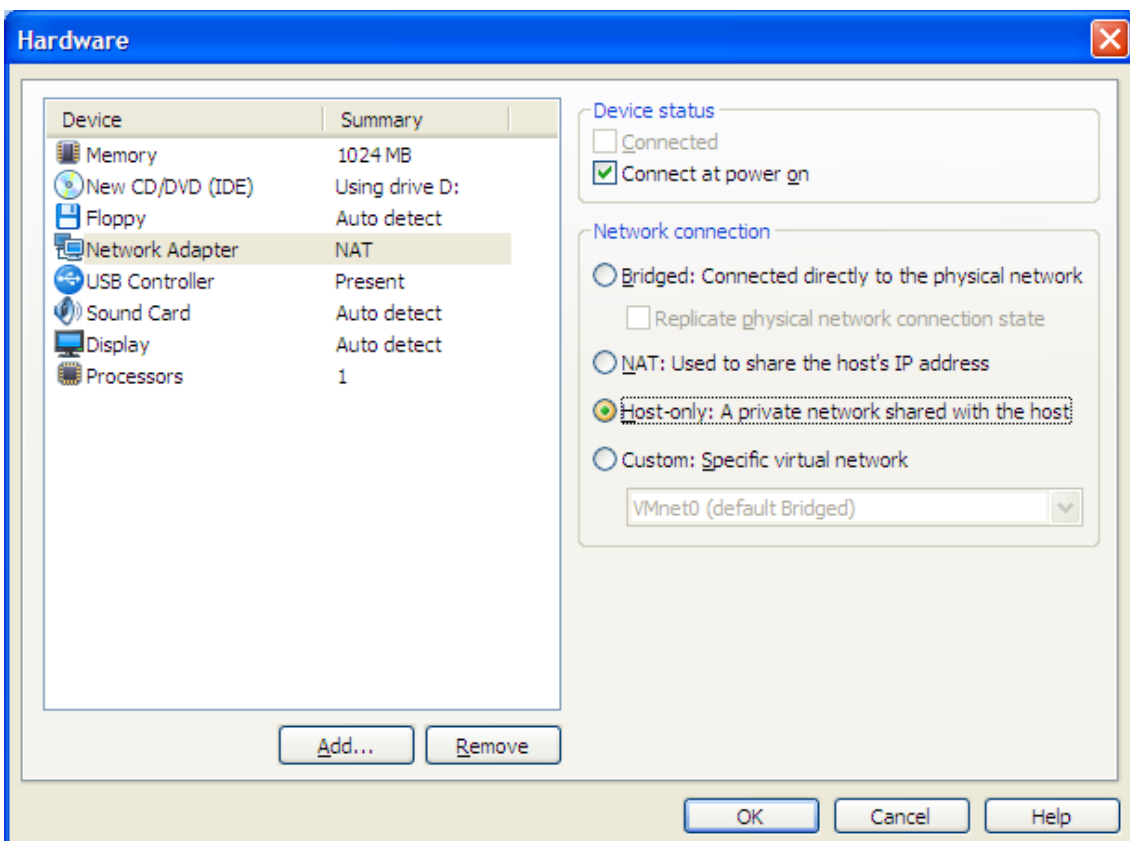 Hardware
Device Summary
Memory 1024 MB
New CD/DVD (IDE) Using drive D:
Floppy Auto detect
Network Adapter NAT
USB Controller Present
Sound Card Auto detect
Display Auto detect
Processors 1
Add... Remove
Device status
Connected
Connect at power on
Network connection
Bridged: Connected directly to the physical network
Replicate physical network connection state
NAT: Used to share the host's IP address
Host-only: A private network shared with the host
Custom: Specific virtual network
VMnet0 (default Bridged)
OK Cancel Help